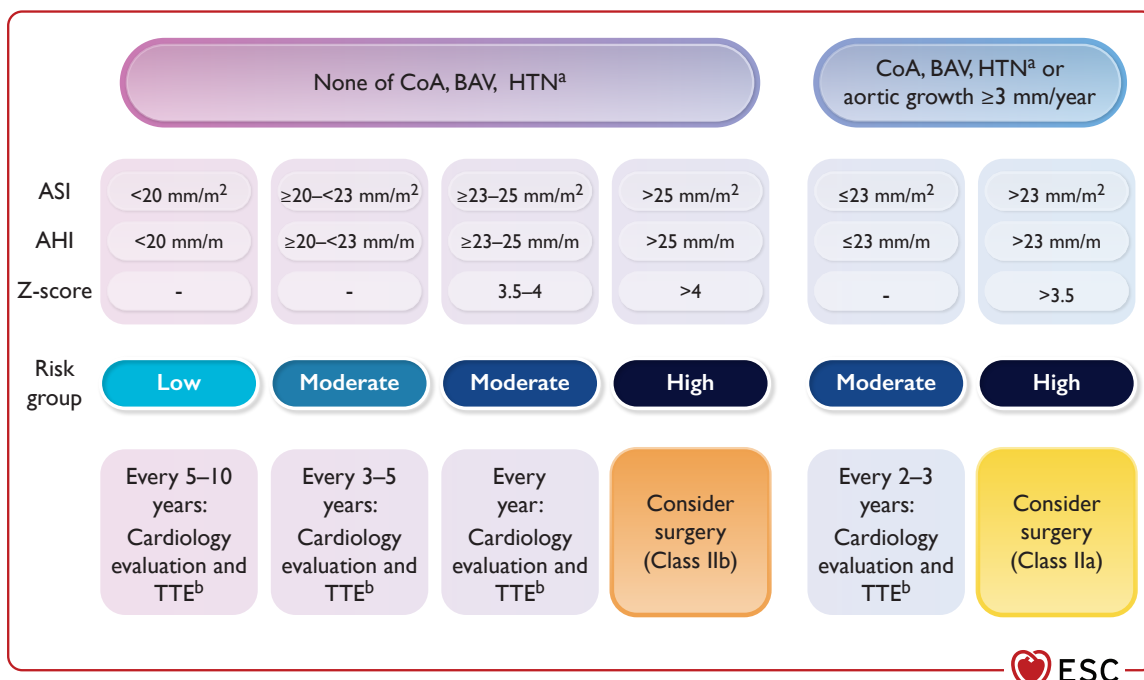 None of CoA, BAV, HTNᵃ
CoA, BAV, HTNᵃ or
aortic growth ≥3 mm/year
ASI
<20 mm/m²
≥20–<23 mm/m²
≥23–25 mm/m²
>25 mm/m²
≤23 mm/m²
>23 mm/m²
AHI
<20 mm/m
≥20–<23 mm/m
≥23–25 mm/m
>25 mm/m
≤23 mm/m
>23 mm/m
Z-score
-
-
3.5–4
>4
-
>3.5
Risk
group
Low
Moderate
Moderate
High
Moderate
High
Every 5–10
years:
Cardiology
evaluation and
TTEᵇ
Every 3–5
years:
Cardiology
evaluation and
TTEᵇ
Every
year:
Cardiology
evaluation and
TTEᵇ
Consider
surgery
(Class IIb)
Every 2–3
years:
Cardiology
evaluation and
TTEᵇ
Consider
surgery
(Class IIa)
ESC